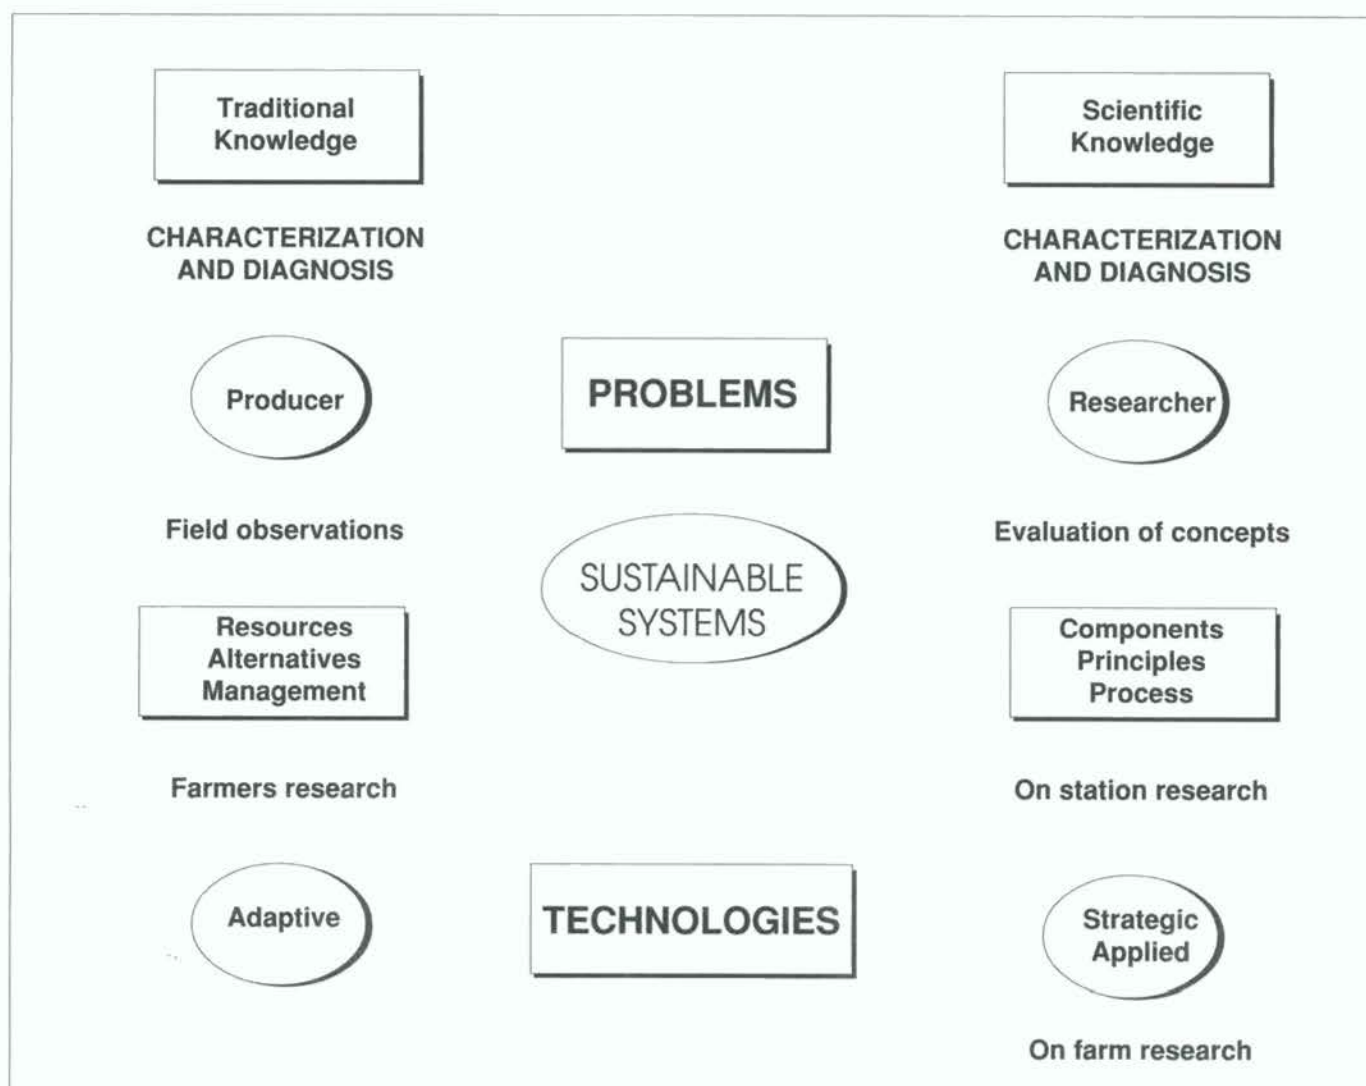 Traditional
Knowledge
CHARACTERIZATION
AND DIAGNOSIS
Producer
Field observations
Resources
Alternatives
Management
Farmers research
Adaptive
PROBLEMS
SUSTAINABLE
SYSTEMS
TECHNOLOGIES
Scientific
Knowledge
CHARACTERIZATION
AND DIAGNOSIS
Researcher
Evaluation of concepts
Components
Principles
Process
On station research
Strategic
Applied
On farm research